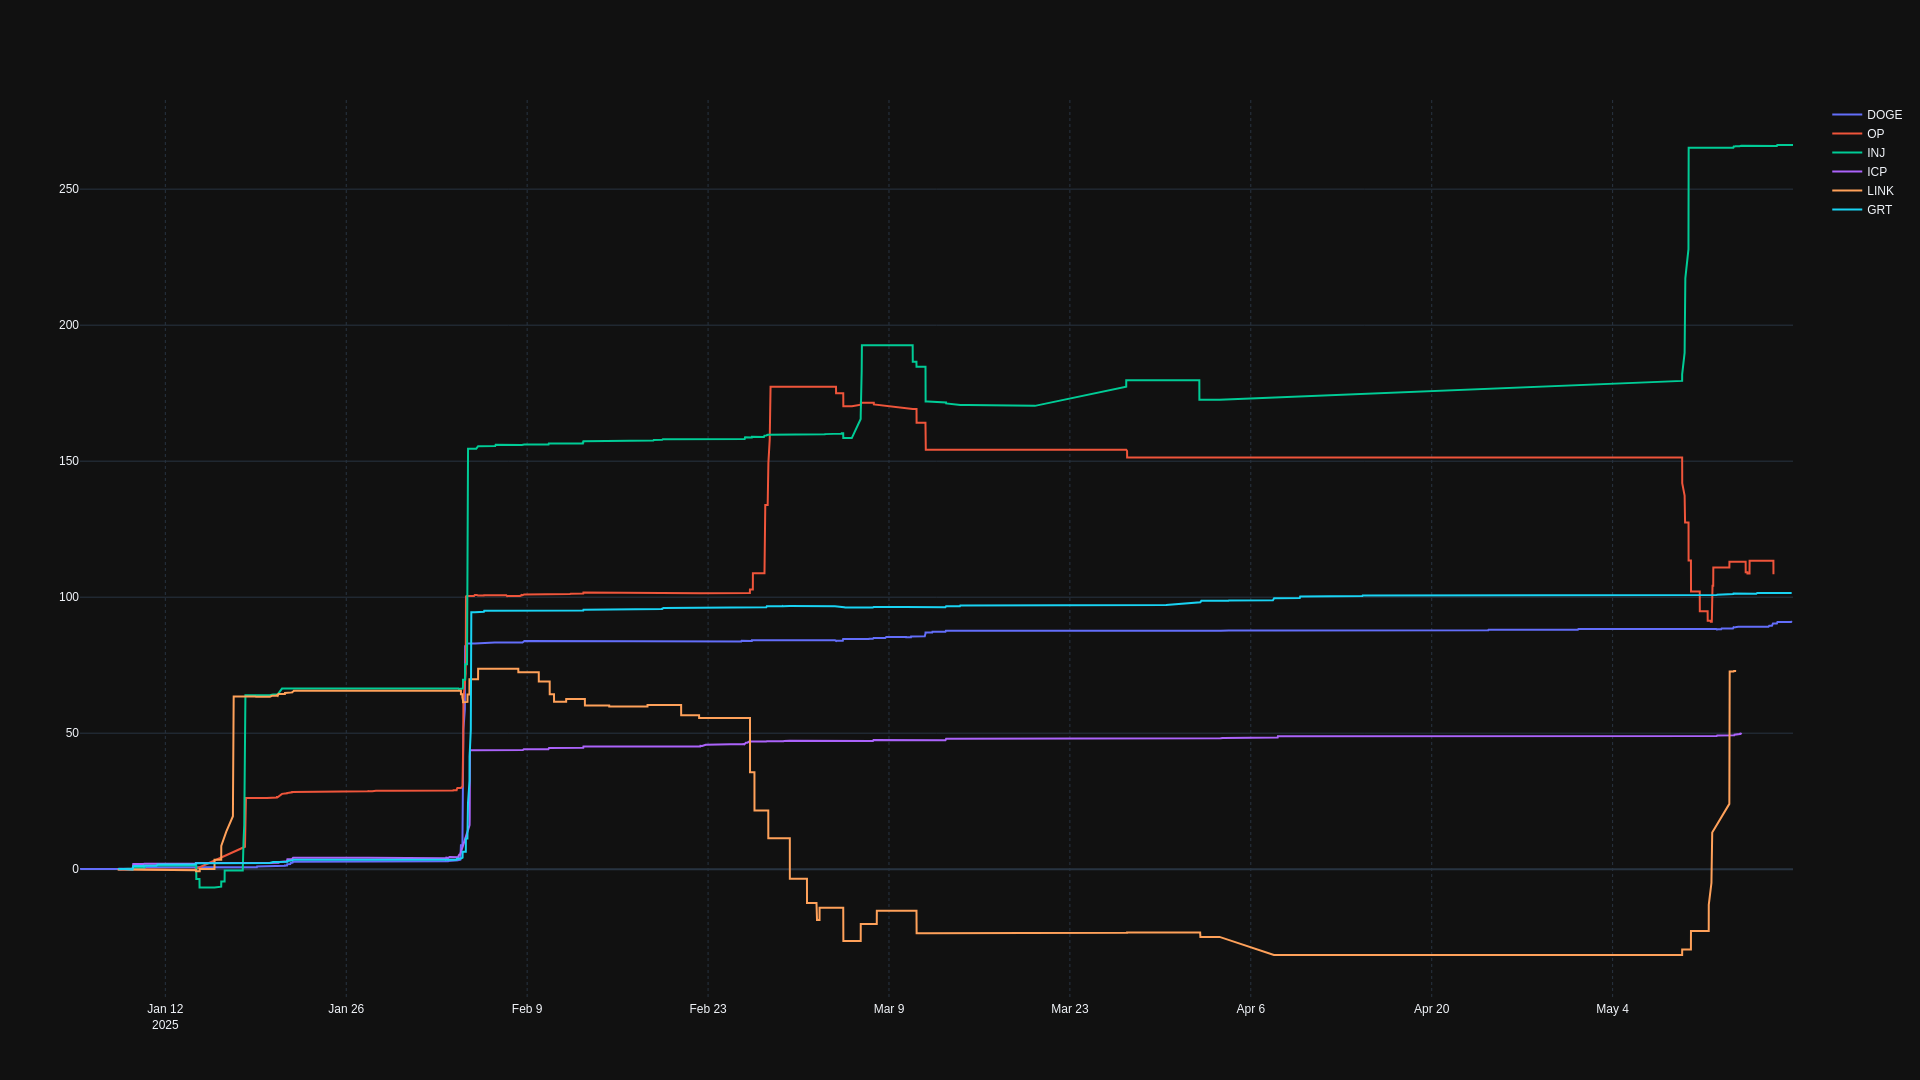 250
200
150
100
50
0
Jan 12
2025
Jan 26
Feb 9
Feb 23
Mar 9
Mar 23
Apr 6
Apr 20
May 4
DOGE
OP
INJ
ICP
LINK
GRT